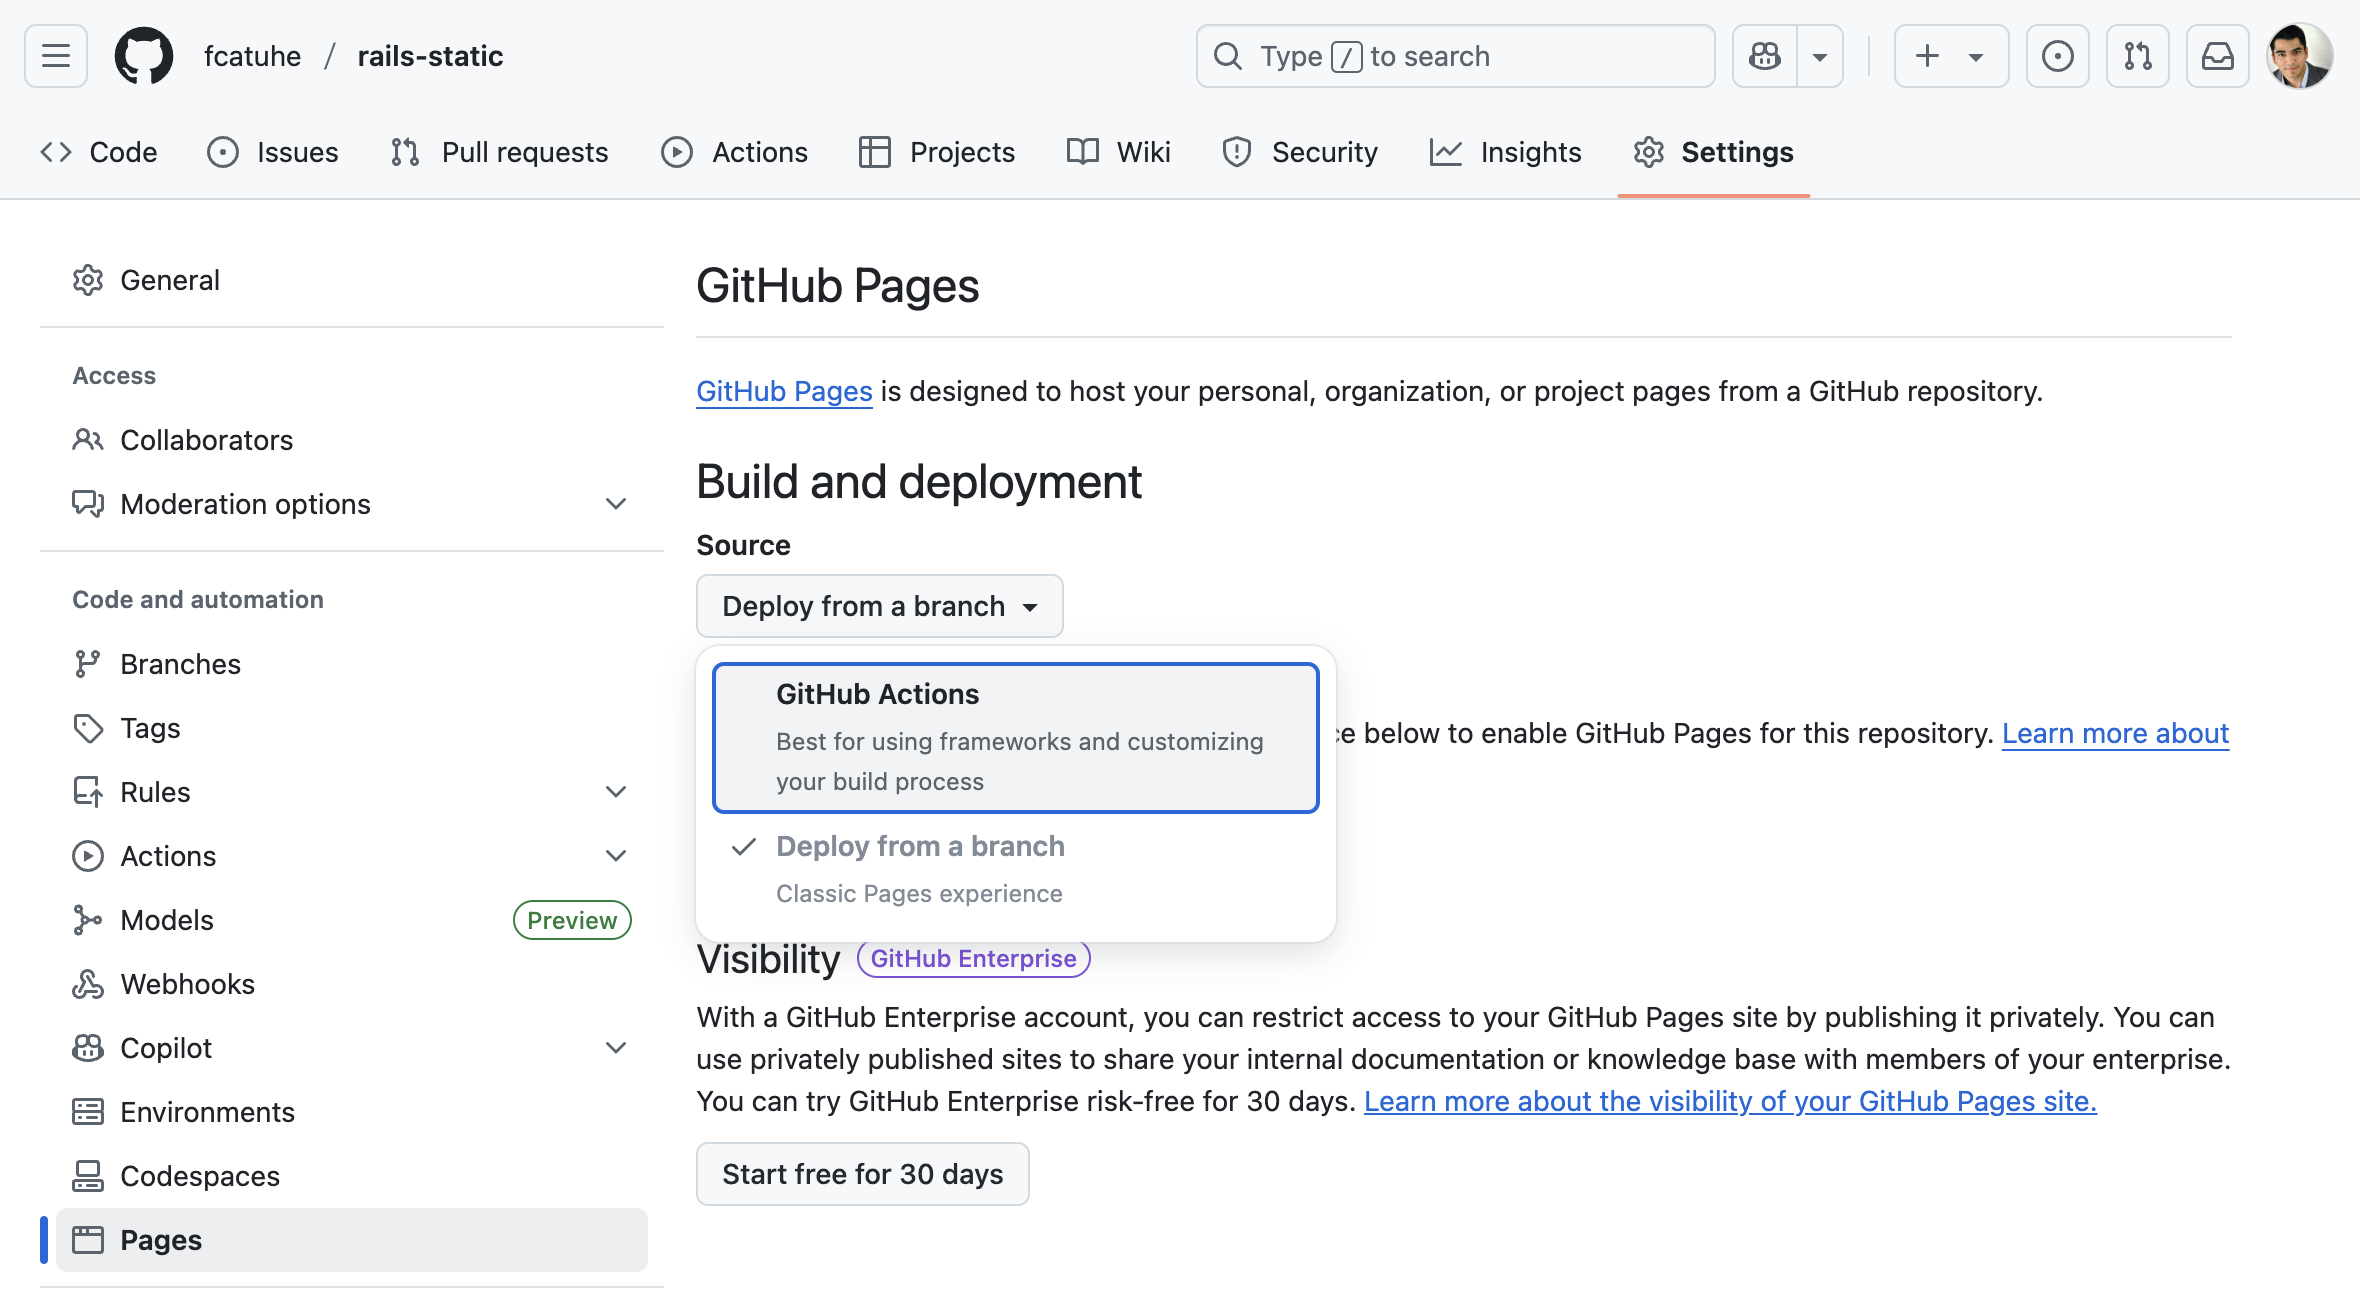 fcatuhe / rails-static
Type / to search
Code
Issues
Pull requests
Actions
Projects
Wiki
Security
Insights
Settings
General
Access
Collaborators
Moderation options
Code and automation
Branches
Tags
Rules
Actions
Models
Preview
Webhooks
Copilot
Environments
Codespaces
Pages
GitHub Pages
GitHub Pages is designed to host your personal, organization, or project pages from a GitHub repository.
Build and deployment
Source
Deploy from a branch
GitHub Actions
Best for using frameworks and customizing
your build process
below to enable GitHub Pages for this repository. Learn more about
Deploy from a branch
Classic Pages experience
Visibility GitHub Enterprise
With a GitHub Enterprise account, you can restrict access to your GitHub Pages site by publishing it privately. You can
use privately published sites to share your internal documentation or knowledge base with members of your enterprise.
You can try GitHub Enterprise risk-free for 30 days. Learn more about the visibility of your GitHub Pages site.
Start free for 30 days